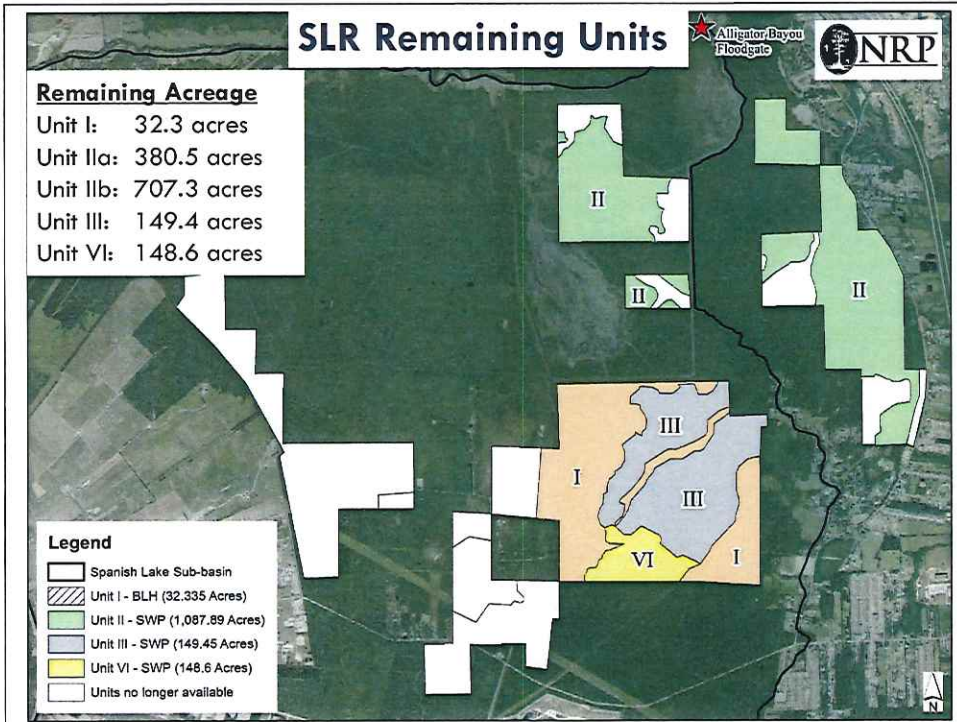 SLR Remaining Units
Alligator Bayou
Floodgate
NRP
Remaining Acreage
Unit I: 32.3 acres
Unit IIa: 380.5 acres
Unit IIb: 707.3 acres
Unit III: 149.4 acres
Unit VI: 148.6 acres
II
II
II
III
I
III
VI
I
Legend
Spanish Lake Sub-basin
Unit I - BLH (32.335 Acres)
Unit II - SWP (1,087.89 Acres)
Unit III - SWP (149.45 Acres)
Unit VI - SWP (148.6 Acres)
Units no longer available
N